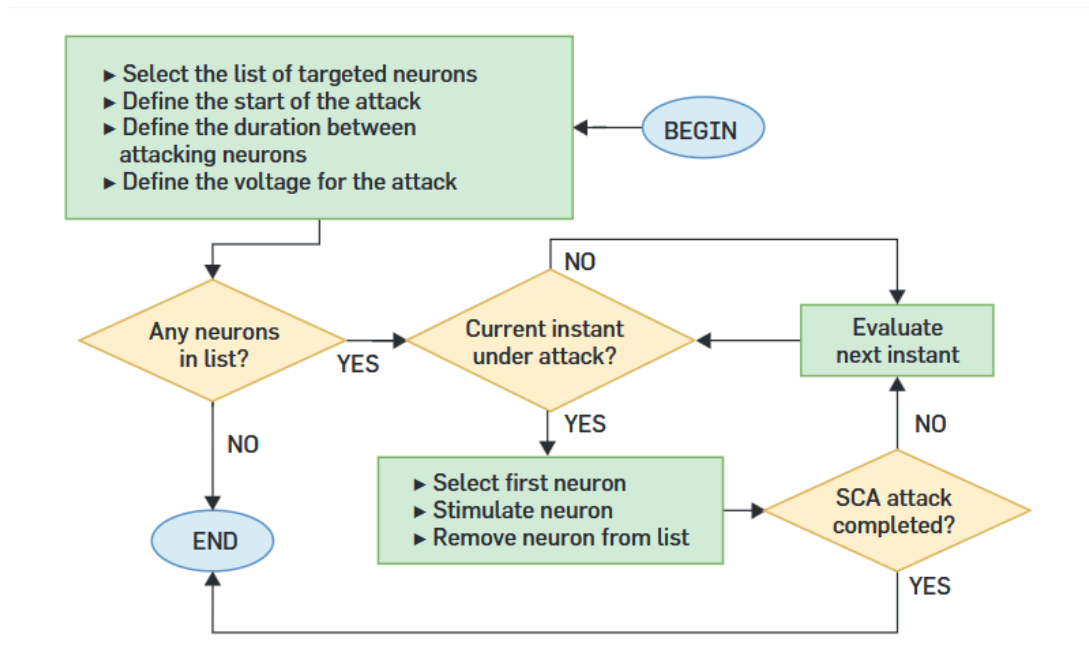 ▸ Select the list of targeted neurons
▸ Define the start of the attack
▸ Define the duration between
attacking neurons
▸ Define the voltage for the attack
BEGIN
Any neurons
in list?
YES
NO
END
Current instant
under attack?
NO
YES
Evaluate
next instant
▸ Select first neuron
▸ Stimulate neuron
▸ Remove neuron from list
SCA attack
completed?
NO
YES